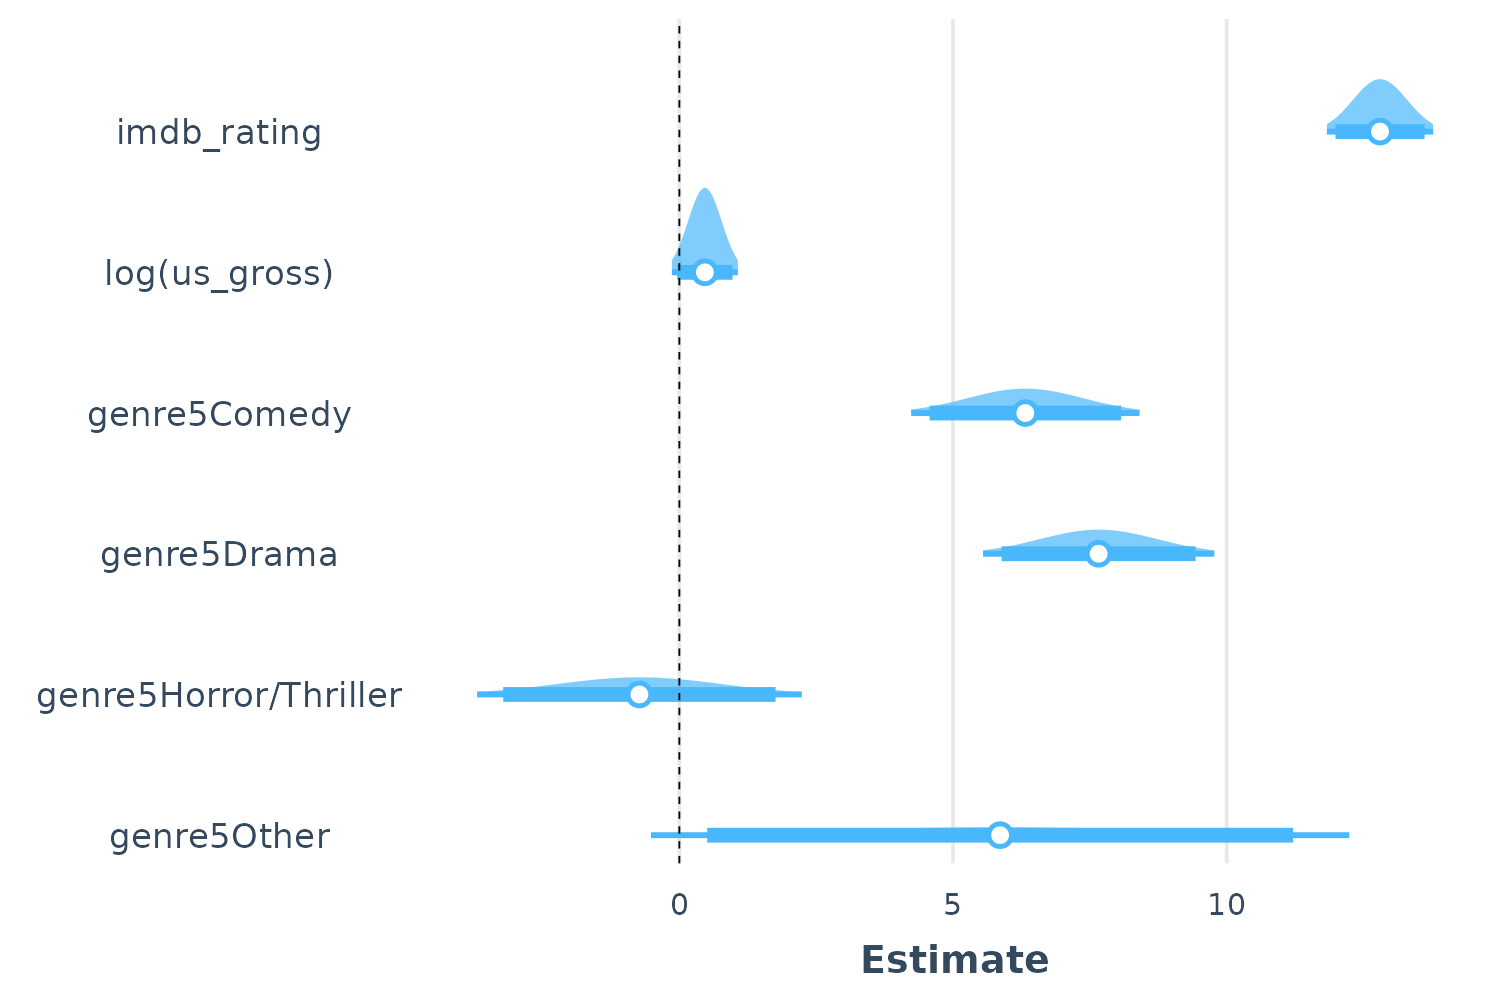 imdb_rating
log(us_gross)
genre5Comedy
genre5Drama
genre5Horror/Thriller
genre5Other
0 5 10
Estimate